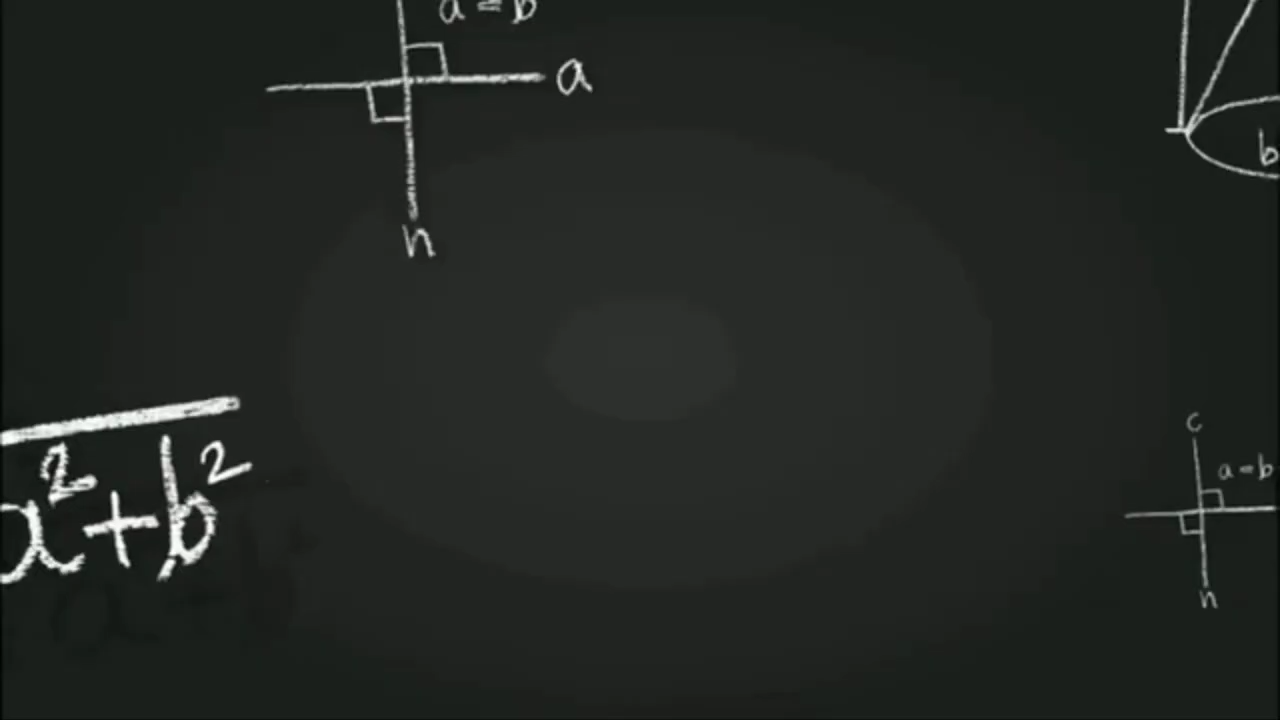 a = b
a
n
b
a²+b²
c
a = b
n